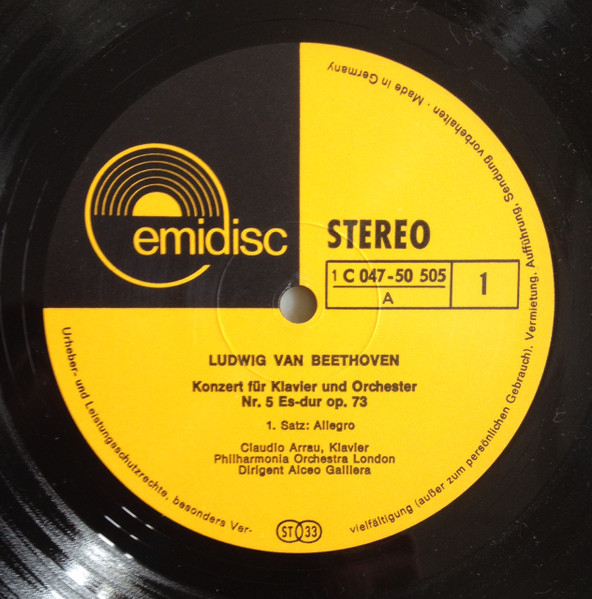 emidisc
STEREO
1 C 047-50 505
A
1
LUDWIG VAN BEETHOVEN
Konzert für Klavier und Orchester
Nr. 5 Es-dur op. 73
1. Satz: Allegro
Claudio Arrau, Klavier
Philharmonia Orchestra London
Dirigent Alceo Galliera
Urheber- und Leistungsschutzrechte, besonders Ver-
vielfältigung (außer zum persönlichen Gebrauch), Vermietung, Aufführung, Sendung vorbehalten · Made in Germany
ST 33